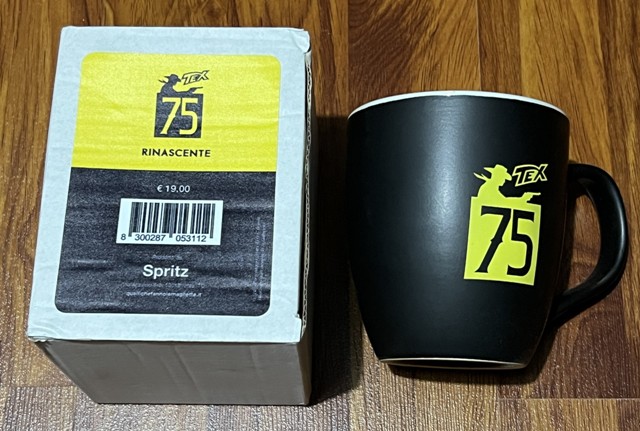 TEX
75
RINASCENTE
€ 19,00
8 300287 053112
Spritz
TEX
75